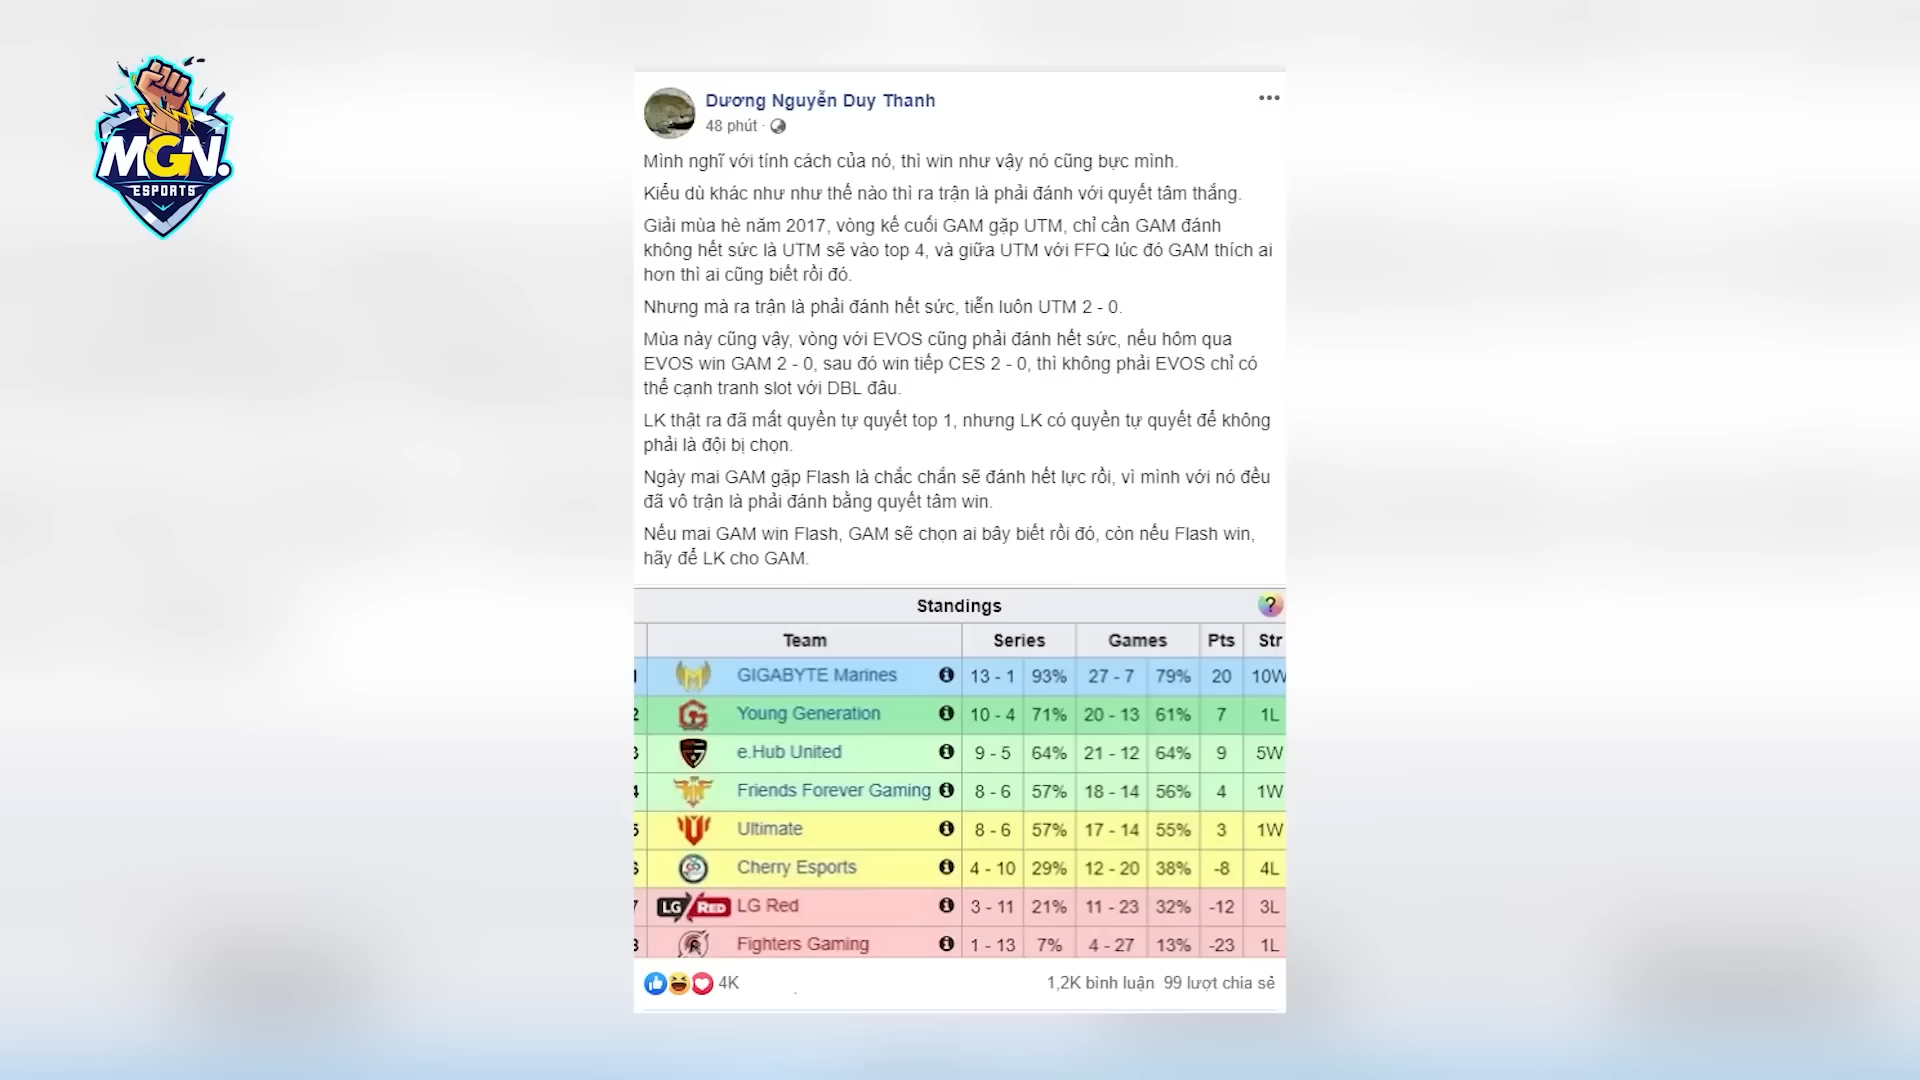 MGN.
ESPORTS
Dương Nguyễn Duy Thanh
48 phút ·
Mình nghĩ với tính cách của nó, thì win như vậy nó cũng bực mình.
Kiểu dù khác như như thế nào thì ra trận là phải đánh với quyết tâm thắng.
Giải mùa hè năm 2017, vòng kế cuối GAM gặp UTM, chỉ cần GAM đánh
không hết sức là UTM sẽ vào top 4, và giữa UTM với FFQ lúc đó GAM thích ai
hơn thì ai cũng biết rồi đó.
Nhưng mà ra trận là phải đánh hết sức, tiễn luôn UTM 2 - 0.
Mùa này cũng vậy, vòng với EVOS cũng phải đánh hết sức, nếu hôm qua
EVOS win GAM 2 - 0, sau đó win tiếp CES 2 - 0, thì không phải EVOS chỉ có
thể cạnh tranh slot với DBL đâu.
LK thật ra đã mất quyền tự quyết top 1, nhưng LK có quyền tự quyết để không
phải là đội bị chọn.
Ngày mai GAM gặp Flash là chắc chắn sẽ đánh hết lực rồi, vì mình với nó đều
đã vô trận là phải đánh bằng quyết tâm win.
Nếu mai GAM win Flash, GAM sẽ chọn ai bây biết rồi đó, còn nếu Flash win,
hãy để LK cho GAM.
Standings ?
Team Series Games Pts Str
1 GIGABYTE Marines 13 - 1 93% 27 - 7 79% 20 10W
2 Young Generation 10 - 4 71% 20 - 13 61% 7 1L
3 e.Hub United 9 - 5 64% 21 - 12 64% 9 5W
4 Friends Forever Gaming 8 - 6 57% 18 - 14 56% 4 1W
5 Ultimate 8 - 6 57% 17 - 14 55% 3 1W
6 Cherry Esports 4 - 10 29% 12 - 20 38% -8 4L
7 LG RED LG Red 3 - 11 21% 11 - 23 32% -12 3L
8 Fighters Gaming 1 - 13 7% 4 - 27 13% -23 1L
4K 1,2K bình luận 99 lượt chia sẻ